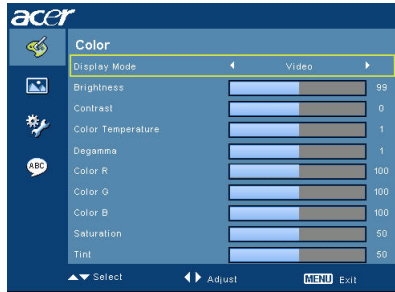 acer
Color
Display Mode Video
Brightness 99
Contrast 0
Color Temperature 1
Degamma 1
Color R 100
Color G 100
Color B 100
Saturation 50
Tint 50
ABC
Select Adjust MENU Exit